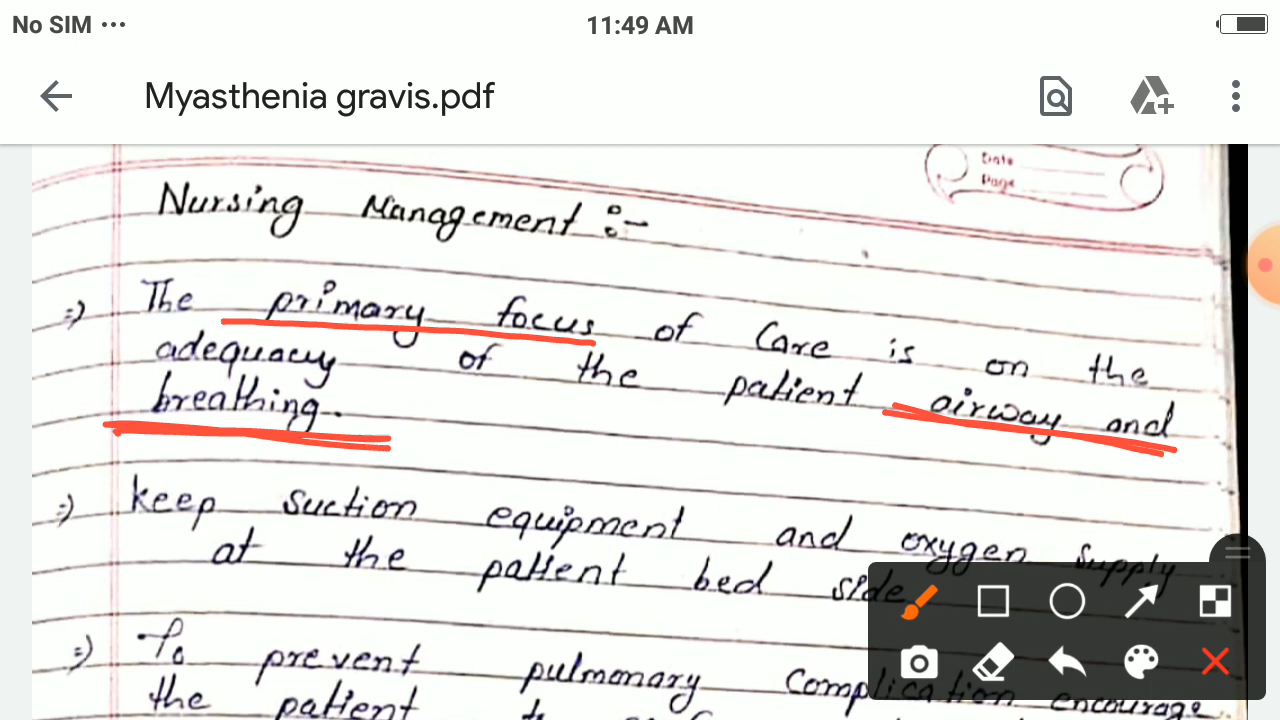 No SIM ...
11:49 AM
Myasthenia gravis.pdf
Date
Page
Nursing Management :-
=) The primary focus of Care is on the
adequacy of the patient airway and
breathing.
=) keep suction equipment and oxygen supply
at the patient bed side
=) To prevent pulmonary Complication encourage
the patient to